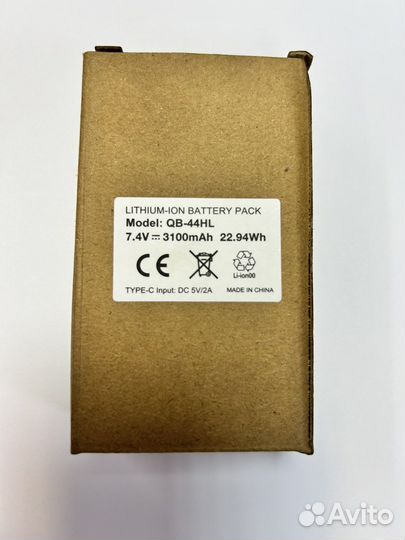 LITHIUM-ION BATTERY PACK
Model: QB-44HL
7.4V⎓3100mAh 22.94Wh
CE
Li-ion00
TYPE-C Input: DC 5V/2A MADE IN CHINA
Avito